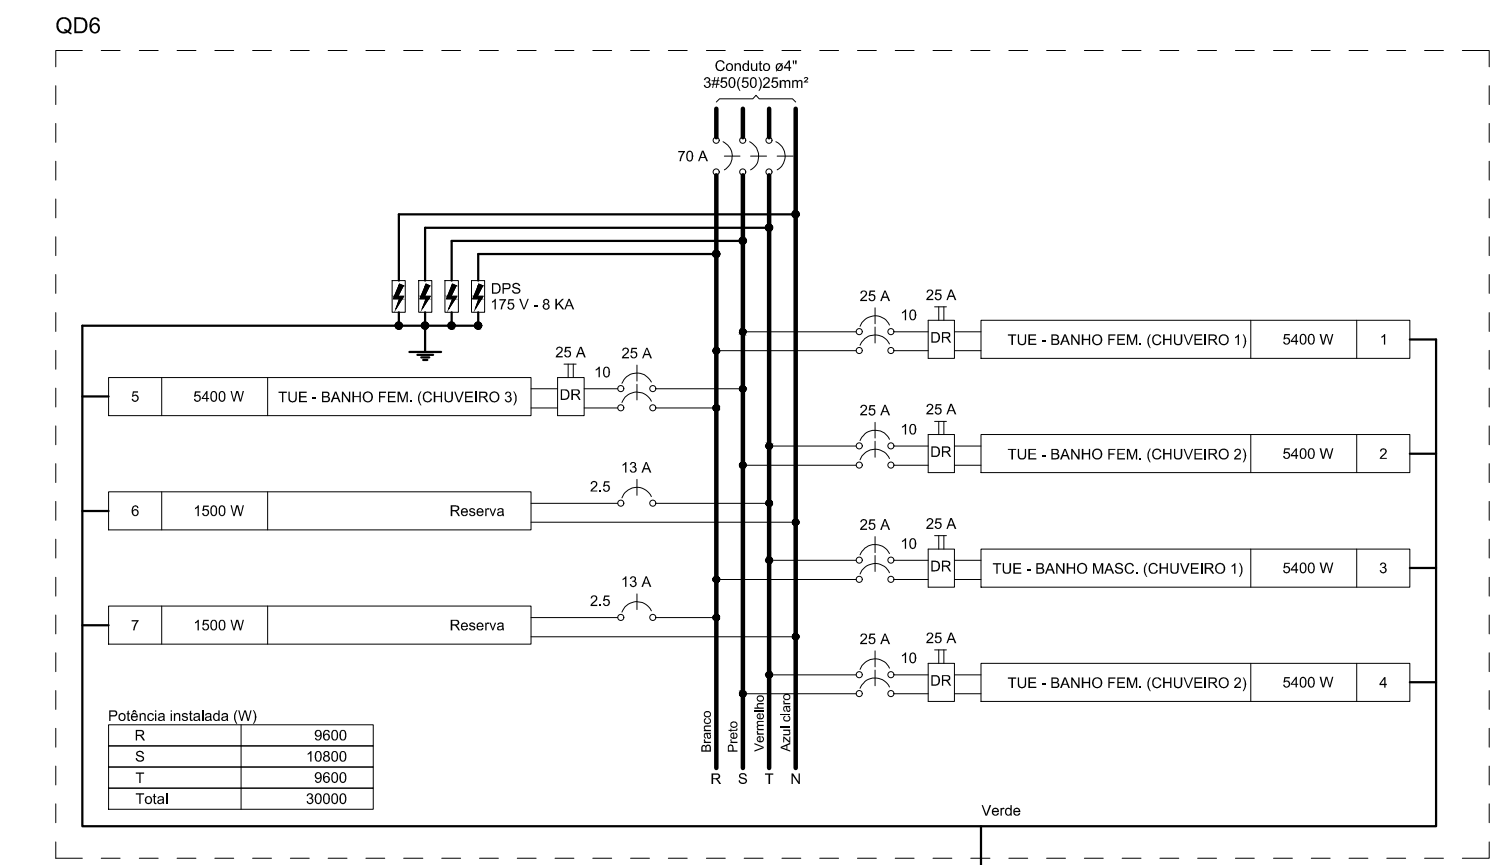 QD6
Conduto ø4"
3#50(50)25mm²
70 A
DPS
175 V - 8 KA
25 A 10 25 A
DR TUE - BANHO FEM. (CHUVEIRO 1) 5400 W 1
25 A 25 A
10
5 5400 W TUE - BANHO FEM. (CHUVEIRO 3) DR
25 A 10 25 A
DR TUE - BANHO FEM. (CHUVEIRO 2) 5400 W 2
13 A
2.5
6 1500 W Reserva
25 A 10 25 A
DR TUE - BANHO MASC. (CHUVEIRO 1) 5400 W 3
13 A
2.5
7 1500 W Reserva
25 A 10 25 A
DR TUE - BANHO FEM. (CHUVEIRO 2) 5400 W 4
Potência instalada (W)
R 9600
S 10800
T 9600
Total 30000
Branco
Preto
Vermelho
Azul claro
R S T N
Verde